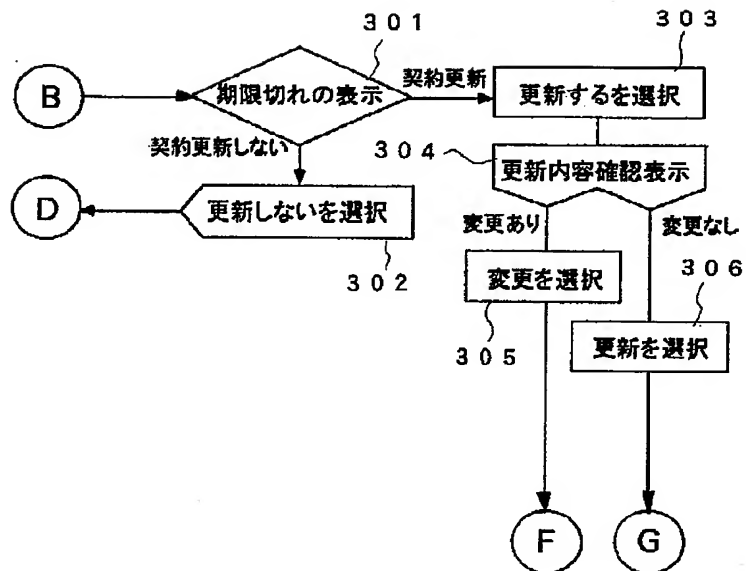 301
303
B
期限切れの表示
契約更新
更新するを選択
契約更新しない
304
更新内容確認表示
D
更新しないを選択
302
変更あり
変更なし
変更を選択
306
305
更新を選択
F
G